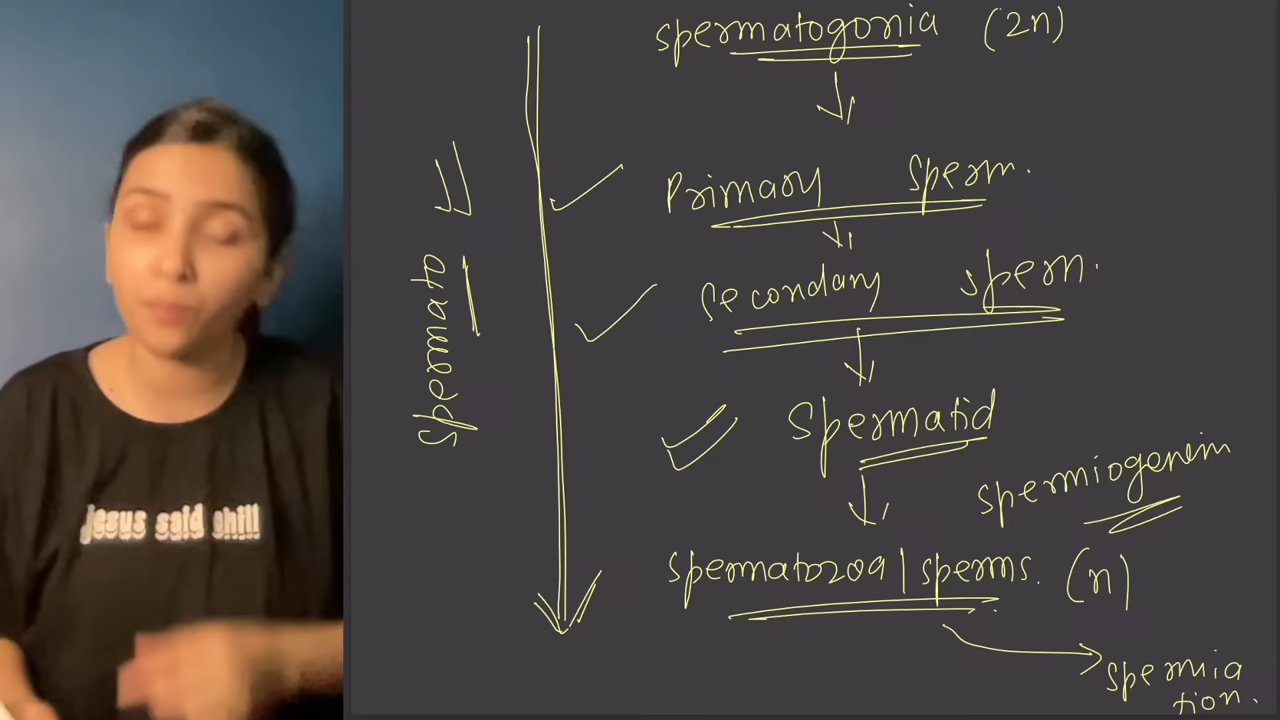 spermatogonia (2n)
Primary sperm.
Secondary sperm.
spermato
Spermatid
spermiogenesis
jesus said chill
spermatozoa | sperms. (n)
spermia
tion.